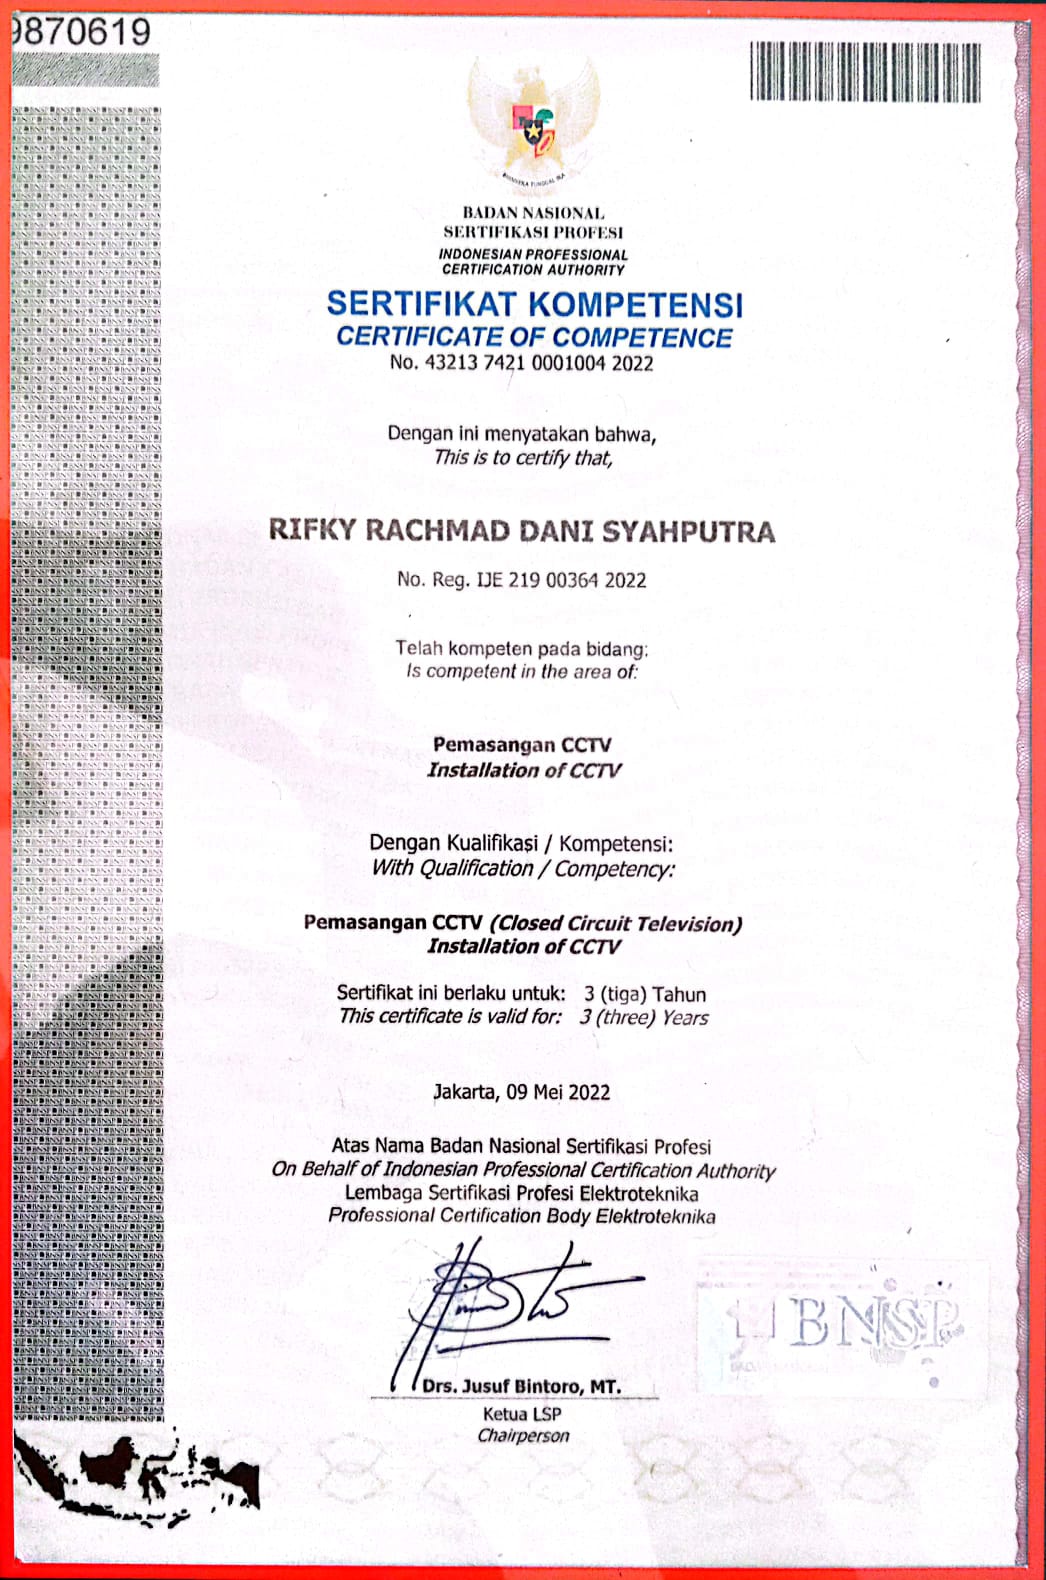 9870619
BHINNEKA TUNGGAL IKA
BADAN NASIONAL
SERTIFIKASI PROFESI
INDONESIAN PROFESSIONAL
CERTIFICATION AUTHORITY
SERTIFIKAT KOMPETENSI
CERTIFICATE OF COMPETENCE
No. 43213 7421 0001004 2022
Dengan ini menyatakan bahwa,
This is to certify that,
RIFKY RACHMAD DANI SYAHPUTRA
No. Reg. IJE 219 00364 2022
Telah kompeten pada bidang:
Is competent in the area of:
Pemasangan CCTV
Installation of CCTV
Dengan Kualifikasi / Kompetensi:
With Qualification / Competency:
Pemasangan CCTV (Closed Circuit Television)
Installation of CCTV
Sertifikat ini berlaku untuk: 3 (tiga) Tahun
This certificate is valid for: 3 (three) Years
Jakarta, 09 Mei 2022
Atas Nama Badan Nasional Sertifikasi Profesi
On Behalf of Indonesian Professional Certification Authority
Lembaga Sertifikasi Profesi Elektroteknika
Professional Certification Body Elektroteknika
BNSP
Drs. Jusuf Bintoro, MT.
Ketua LSP
Chairperson